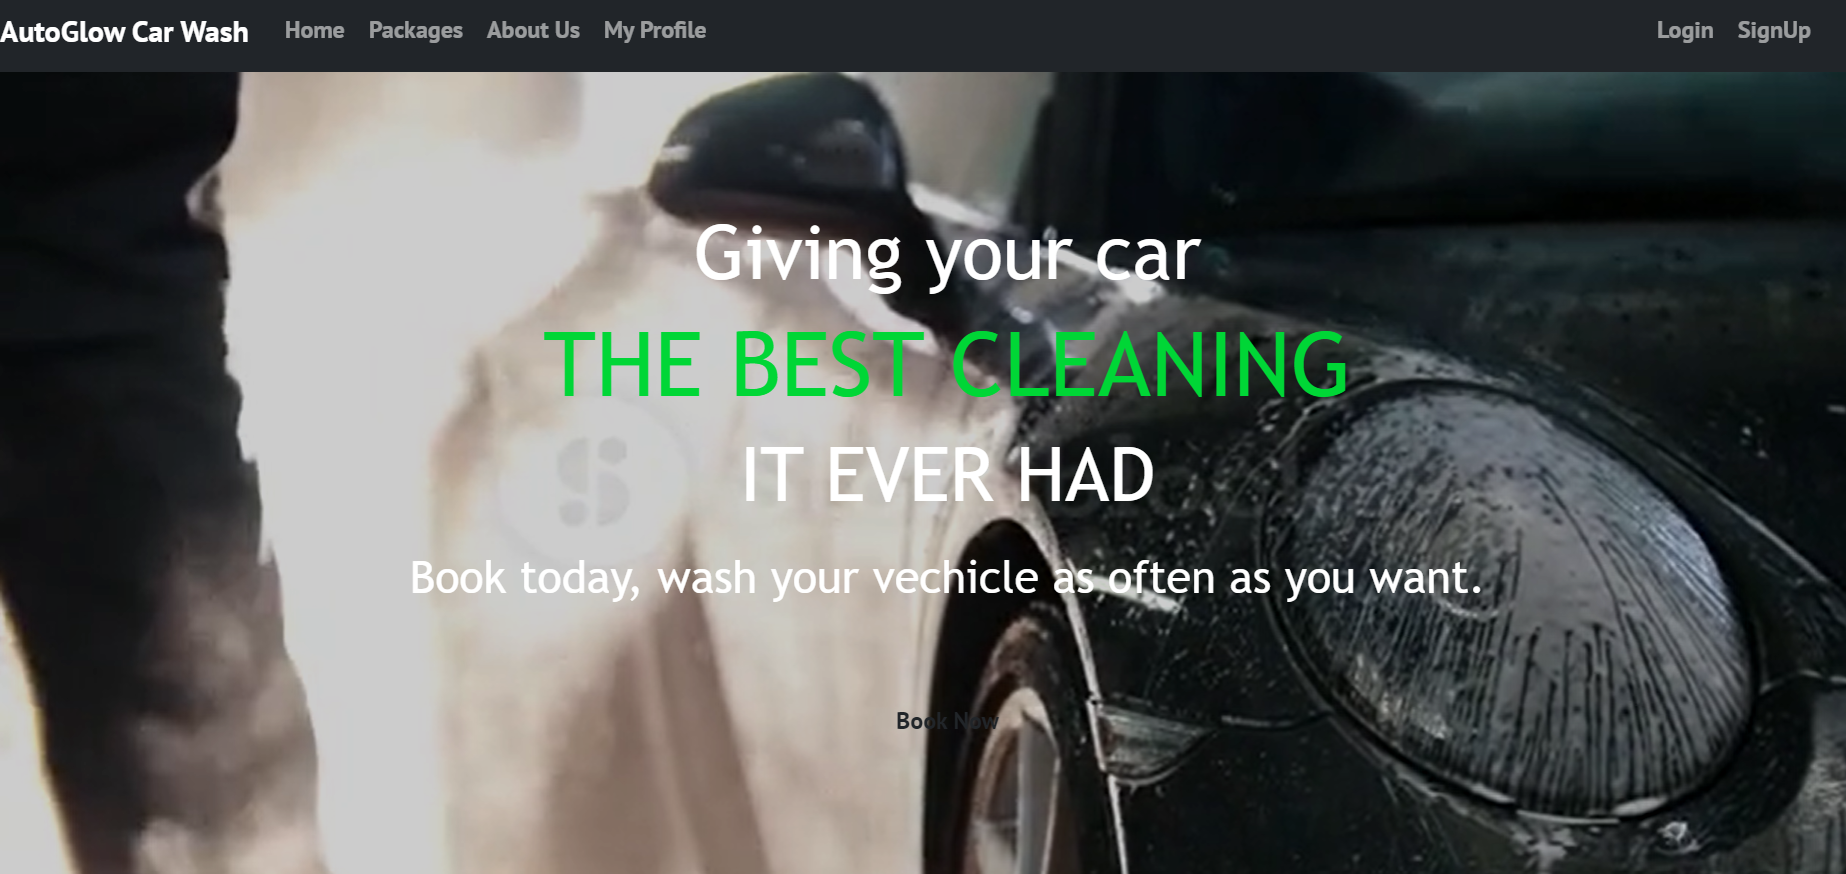 AutoGlow Car Wash Home Packages About Us My Profile Login SignUp
Giving your car
THE BEST CLEANING
IT EVER HAD
Book today, wash your vechicle as often as you want.
Book Now